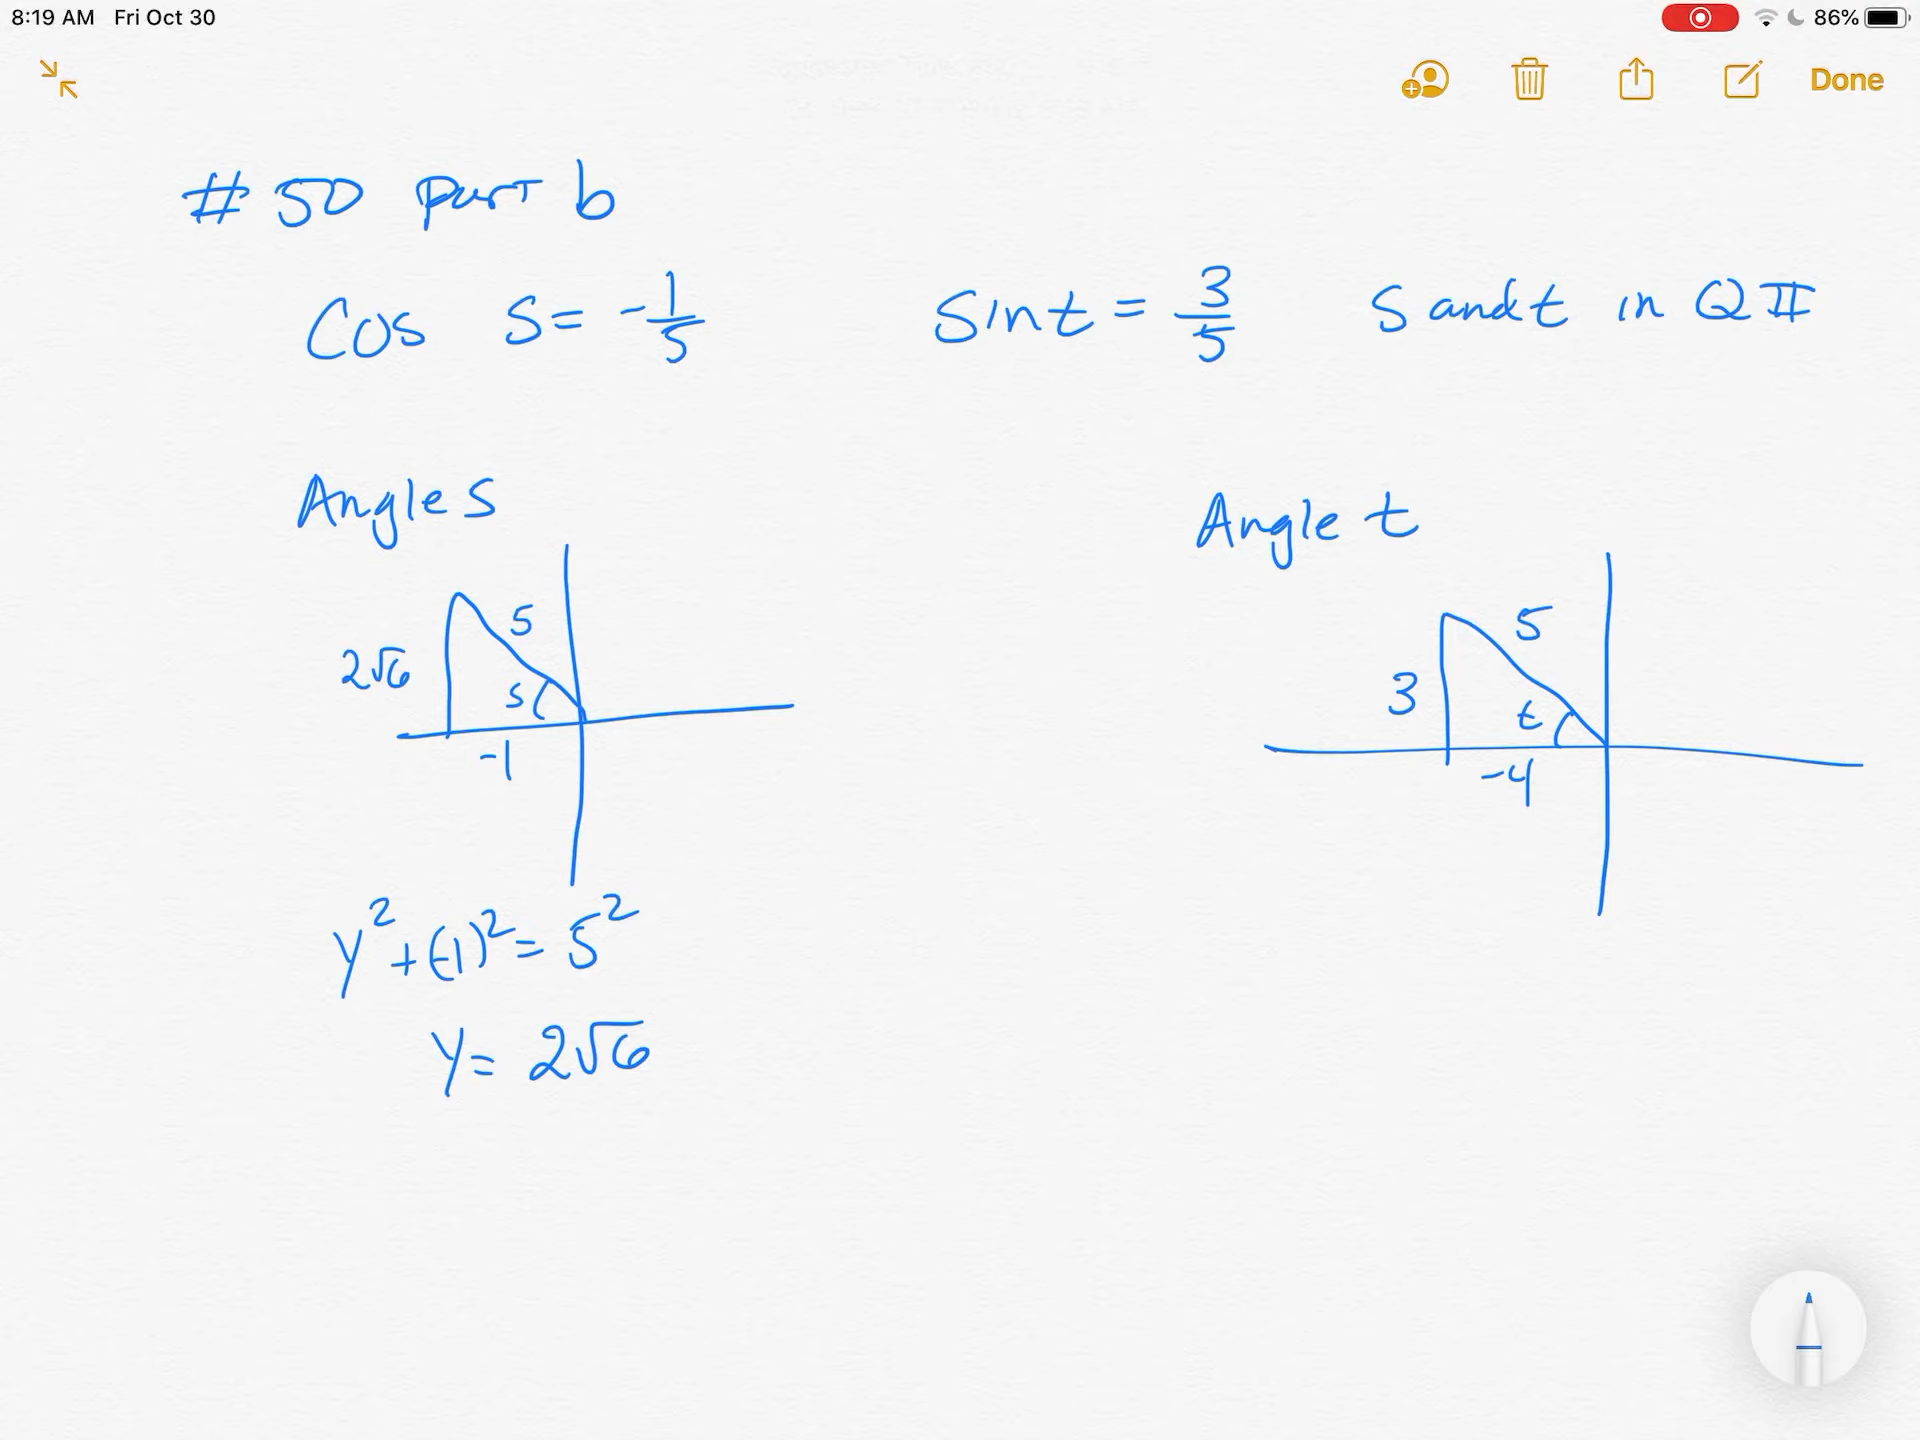 8:19 AM Fri Oct 30 86%
Done
# 50 part b
Cos s = -1/5 sin t = 3/5 s and t in Q II
Angle s
Angle t
5
2√6
s
-1
5
3
t
-4
y² + (-1)² = 5²
y = 2√6